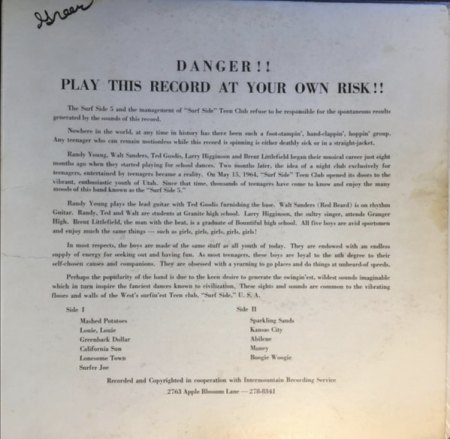 Greer
DANGER!!
PLAY THIS RECORD AT YOUR OWN RISK!!
The Surf Side 5 and the management of "Surf Side" Teen Club refuse to be responsible for the spontaneous results
generated by the sounds of this record.
Nowhere in the world, at any time in history has there been such a foot-stampin', hand-clappin', hoppin' group.
Any teenager who can remain motionless while this record is spinning is either deathly sick or in a straight-jacket.
Randy Young, Walt Sanders, Ted Goodis, Larry Higginson and Brent Littlefield began their musical career just eight
months ago when they started playing for school dances. Two months later, the idea of a night club exclusively for
teenagers, entertained by teenagers became a reality. On May 15, 1964, "Surf Side" Teen Club opened its doors to the
vibrant, enthusiastic youth of Utah. Since that time, thousands of teenagers have come to know and enjoy the many
moods of this band known as the "Surf Side 5."
Randy Young plays the lead guitar with Ted Goodis furnishing the base. Walt Sanders (Red Beard) is on rhythm
Guitar. Randy, Ted and Walt are students at Granite high school. Larry Higginson, the sultry singer, attends Granger
High. Brent Littlefield, the man with the beat, is a graduate of Bountiful high school. All five boys are avid sportsmen
and enjoy much the same things — such as girls, girls, girls, girls, girls!
In most respects, the boys are made of the same stuff as all youth of today. They are endowed with an endless
supply of energy for seeking out and having fun. As most teenagers, these boys are loyal to the nth degree to their
self-chosen causes and companions. They are obsessed with a yearning to go places and do things at unheard-of speeds.
Perhaps the popularity of the band is due to the keen desire to generate the swingin'est, wildest sounds imaginable
which in turn inspire the fanciest dances known to civilization. These sights and sounds are common to the vibrating
floors and walls of the West's surfin'est Teen club, "Surf Side," U. S. A.
Side I
Mashed Potatoes
Louie, Louie
Greenback Dollar
California Sun
Lonesome Town
Surfer Joe
Side II
Sparkling Sands
Kansas City
Abilene
Money
Boogie Woogie
Recorded and Copyrighted in cooperation with Intermountain Recording Service
2763 Apple Blossom Lane — 278-8341